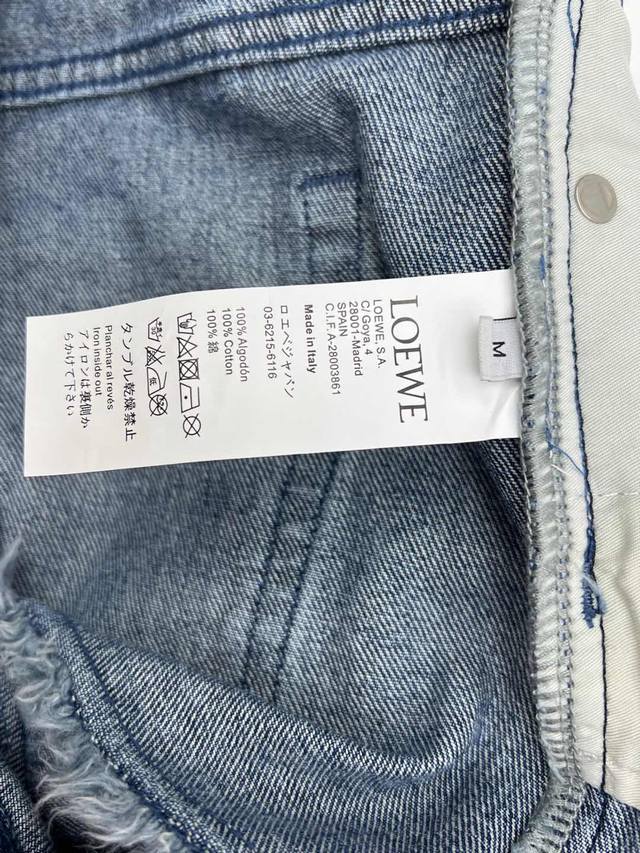 LOEWE
LOEWE, S.A.
C/ Goya, 4
28001-Madrid
SPAIN
C.I.F.A-28003861
Made in Italy
ロエベジャパン
03-6215-6116
100% Algodón
100% Cotton
100% 綿
Planchar al revés
Iron inside out
アイロンは裏側か
らかけて下さい
タンブル乾燥禁止
M